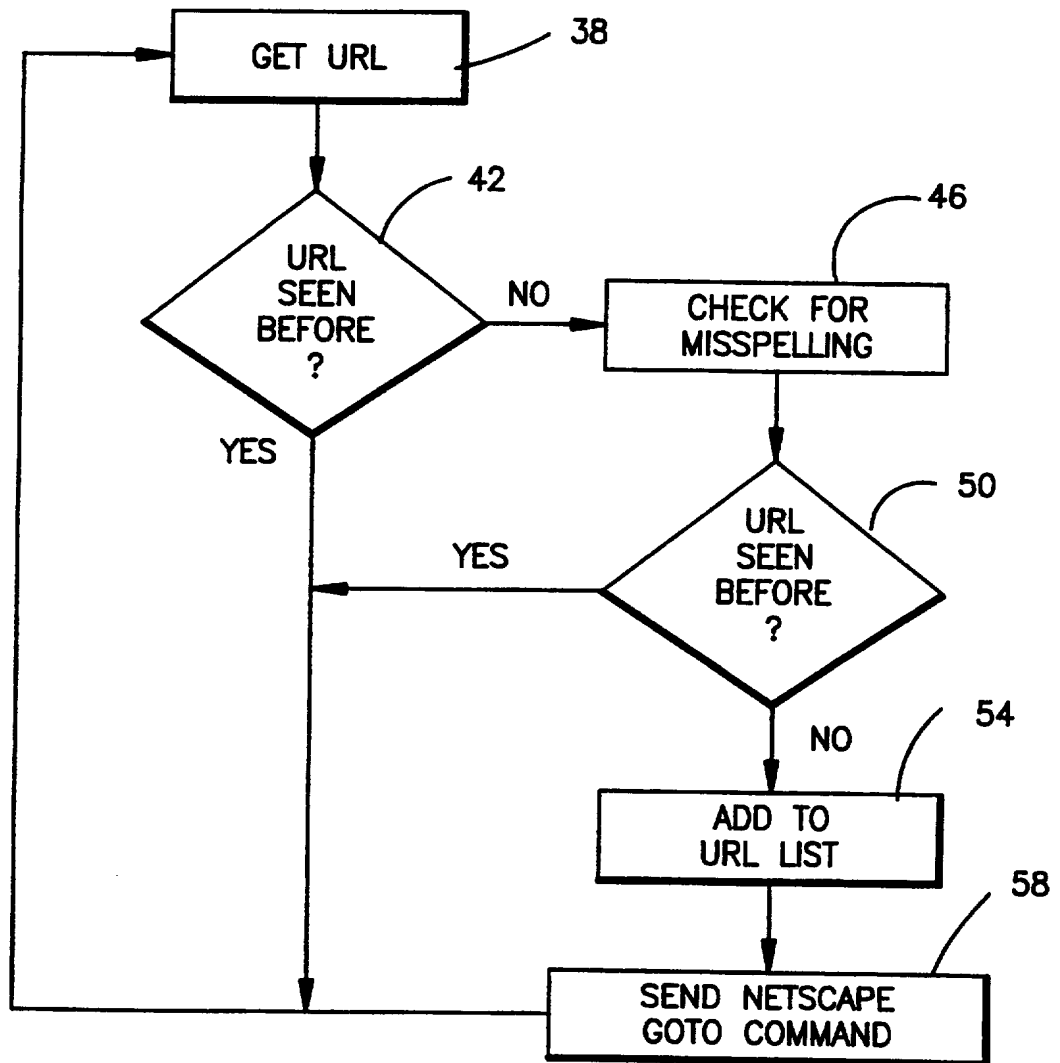 GET URL
38
42
URL
SEEN
BEFORE
?
NO
46
CHECK FOR
MISSPELLING
YES
50
URL
SEEN
BEFORE
?
YES
NO
54
ADD TO
URL LIST
58
SEND NETSCAPE
GOTO COMMAND